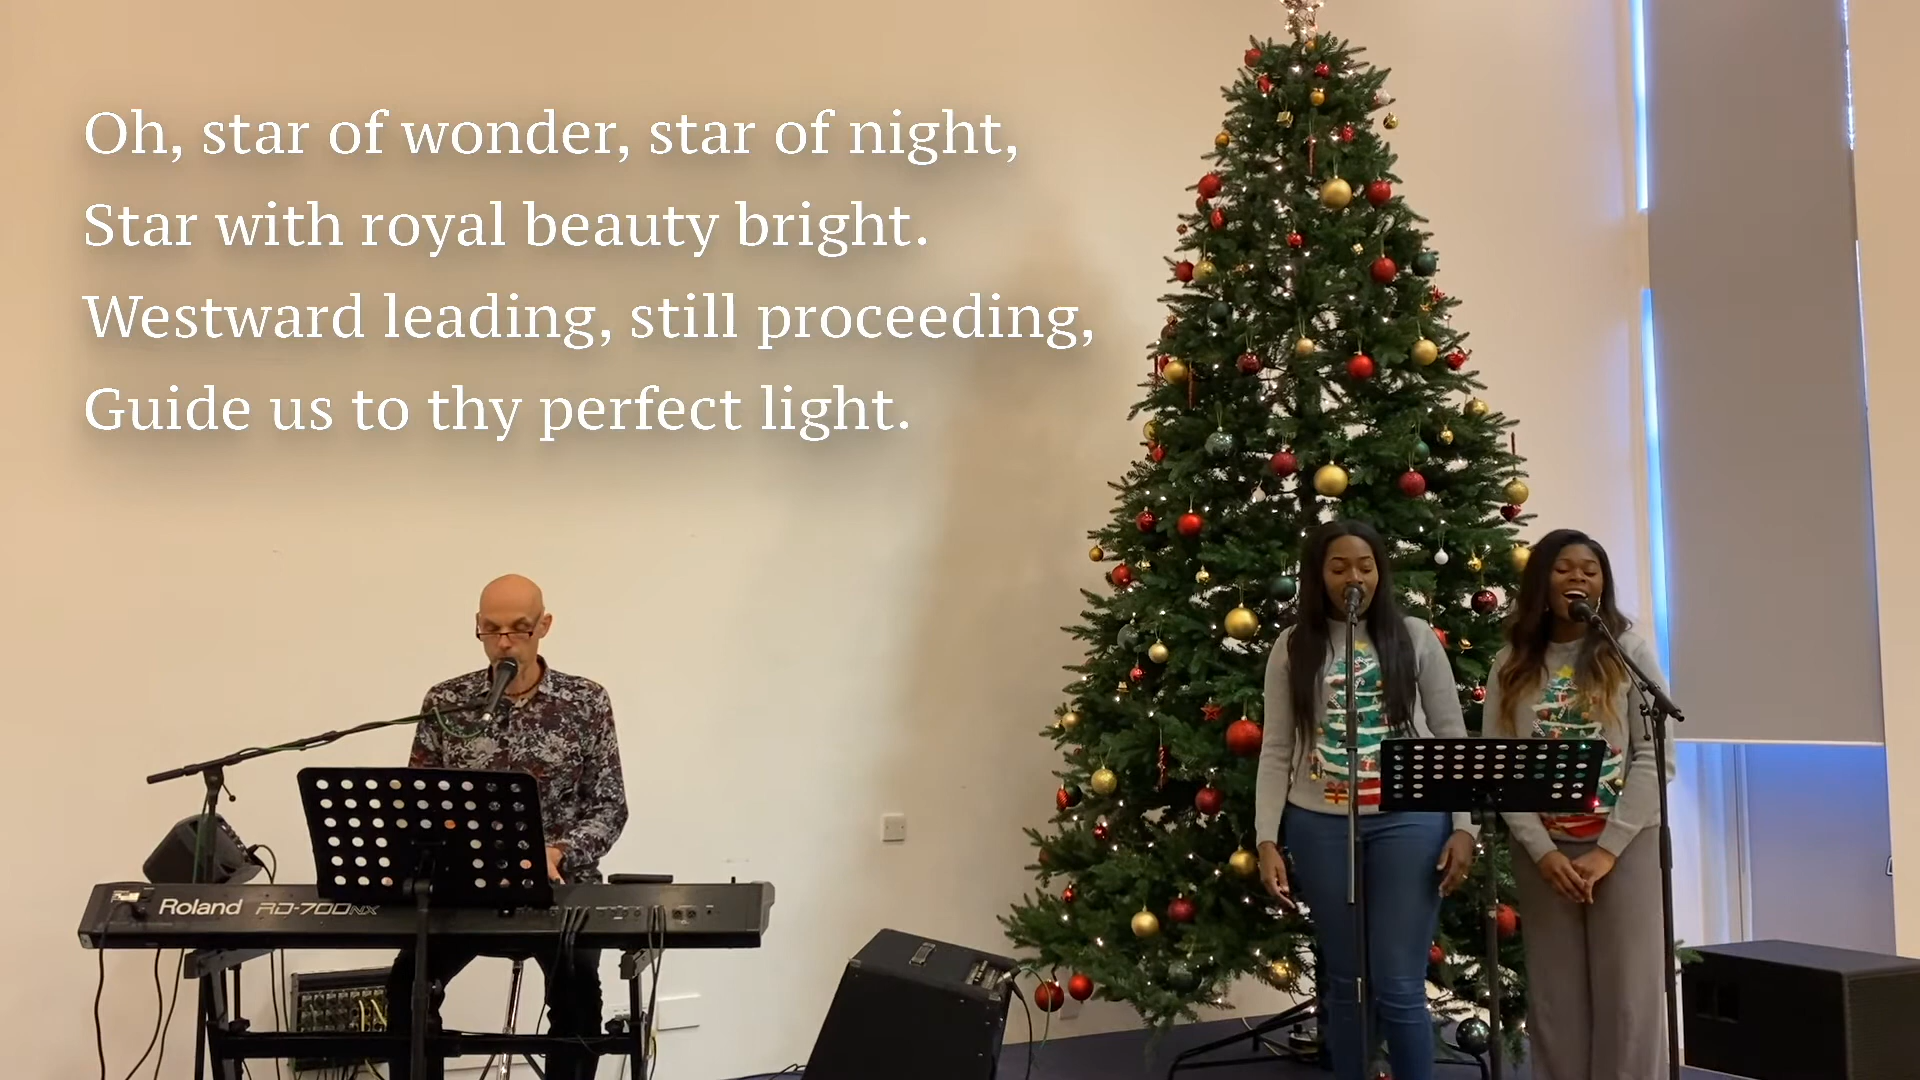 Oh, star of wonder, star of night,
Star with royal beauty bright.
Westward leading, still proceeding,
Guide us to thy perfect light.
Roland RD-700NX